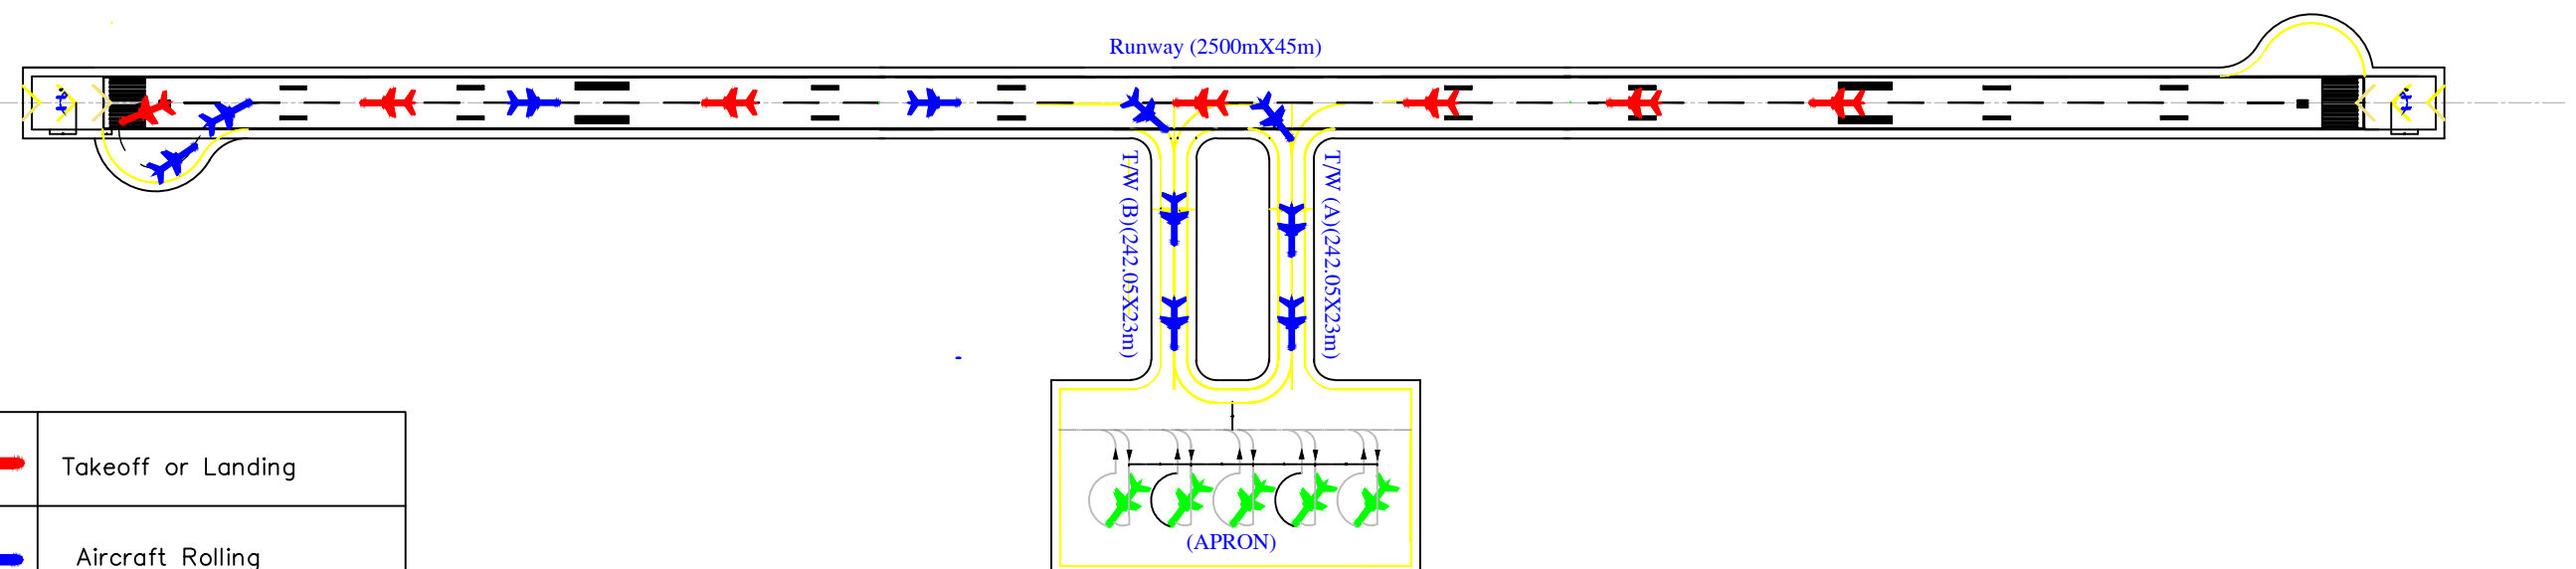 Runway (2500mX45m)
T/W (B)(242.05X23m)
T/W (A)(242.05X23m)
Takeoff or Landing
(APRON)
Aircraft Rolling